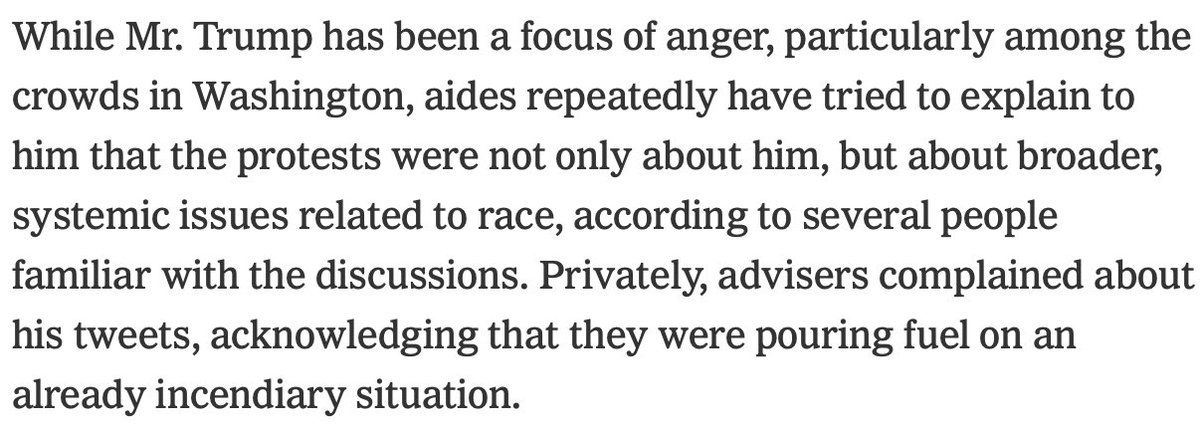 While Mr. Trump has been a focus of anger, particularly among the
crowds in Washington, aides repeatedly have tried to explain to
him that the protests were not only about him, but about broader,
systemic issues related to race, according to several people
familiar with the discussions. Privately, advisers complained about
his tweets, acknowledging that they were pouring fuel on an
already incendiary situation.